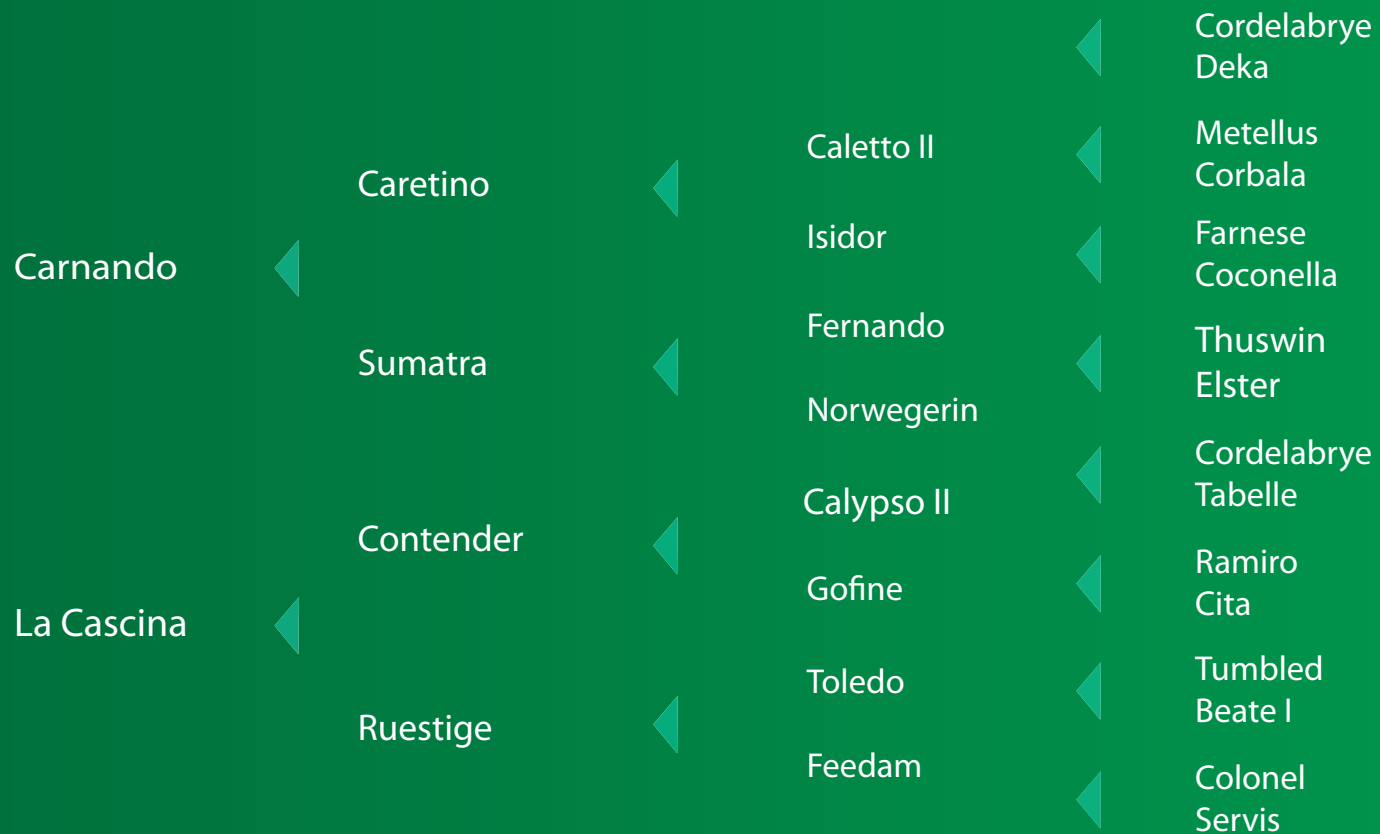 Carnando
La Cascina
Caretino
Sumatra
Contender
Ruestige
Caletto II
Isidor
Fernando
Norwegerin
Calypso II
Gofine
Toledo
Feedam
Cordelabrye
Deka
Metellus
Corbala
Farnese
Coconella
Thuswin
Elster
Cordelabrye
Tabelle
Ramiro
Cita
Tumbled
Beate I
Colonel
Servis